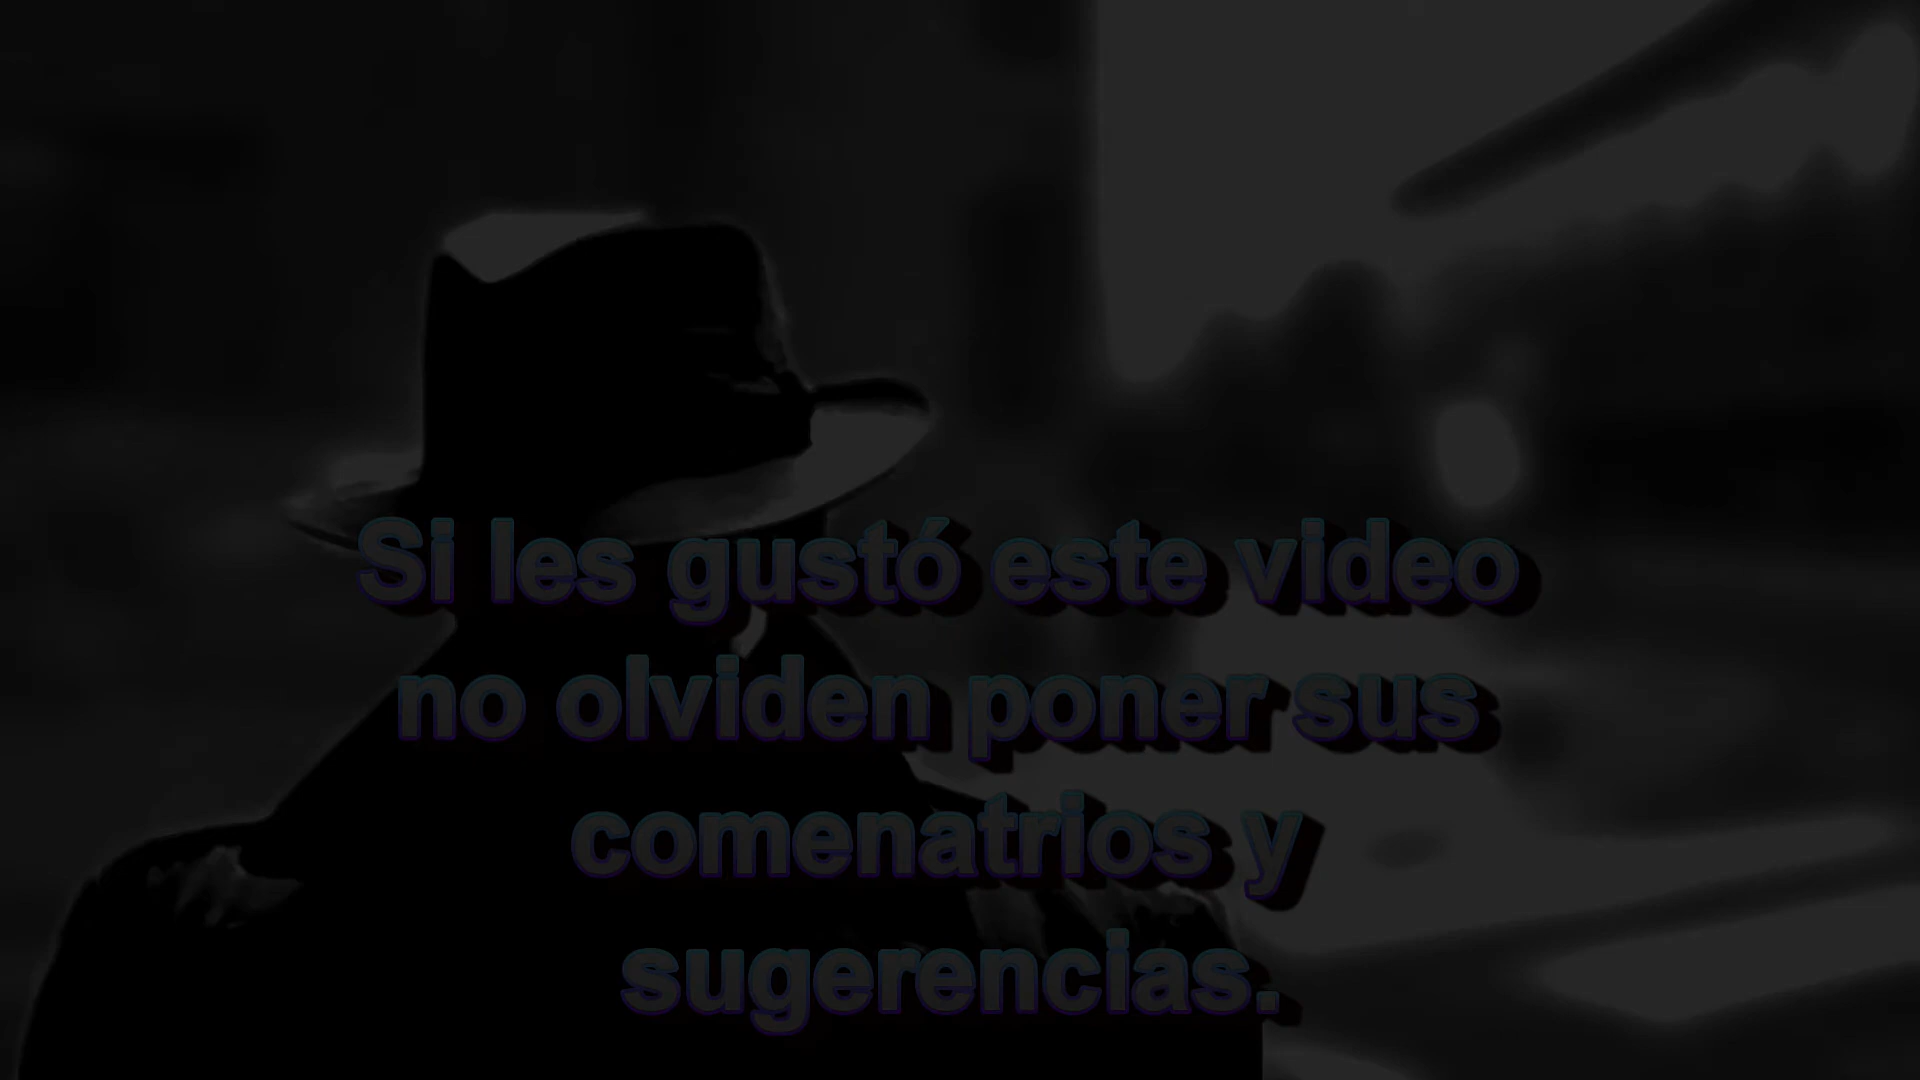 Si les gustó este video
no olviden poner sus
comenatrios y
sugerencias.